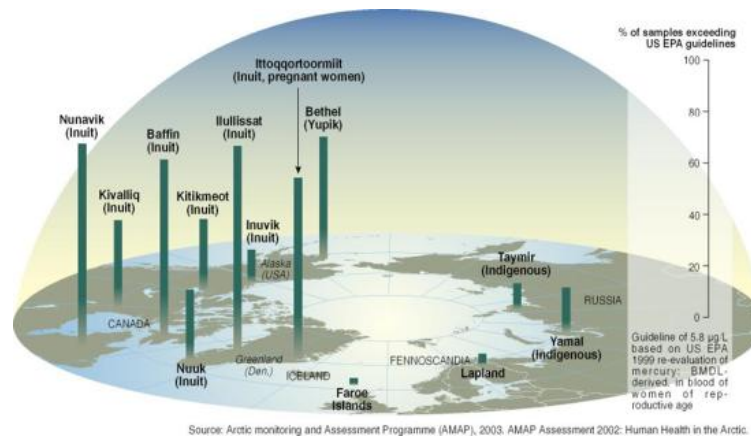 % of samples exceeding
US EPA guidelines
100
80
60
40
20
0
Ittoqqortoormiit
(Inuit, pregnant women)
Nunavik
(Inuit)
Baffin
(Inuit)
Ilullissat
(Inuit)
Bethel
(Yupik)
Kivalliq
(Inuit)
Kitikmeot
(Inuit)
Inuvik
(Inuit)
Alaska
(USA)
Taymir
(Indigenous)
RUSSIA
CANADA
Yamal
(Indigenous)
Nuuk
(Inuit)
Greenland
(Den.)
ICELAND
FENNOSCANDIA
Lapland
Faroe
Islands
Guideline of 5.8 µg/L
based on US EPA
1999 re-evaluation of
mercury: BMDL-
derived, in blood of
women of rep-
roductive age
Source: Arctic monitoring and Assessment Programme (AMAP), 2003. AMAP Assessment 2002: Human Health in the Arctic.